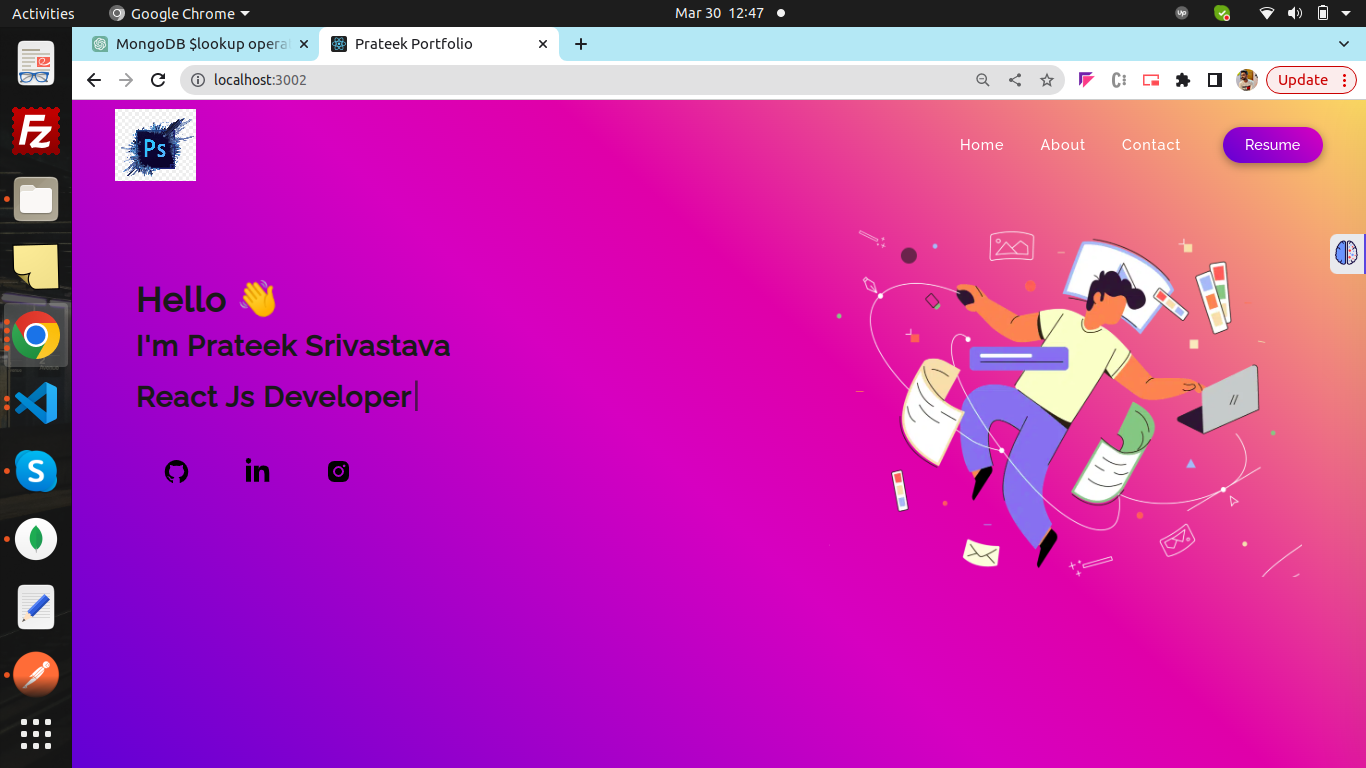 Activities
Google Chrome
Mar 30 12:47
MongoDB $lookup opera
Prateek Portfolio
localhost:3002
Update
Ps
Home
About
Contact
Resume
Hello 👋
I'm Prateek Srivastava
React Js Developer